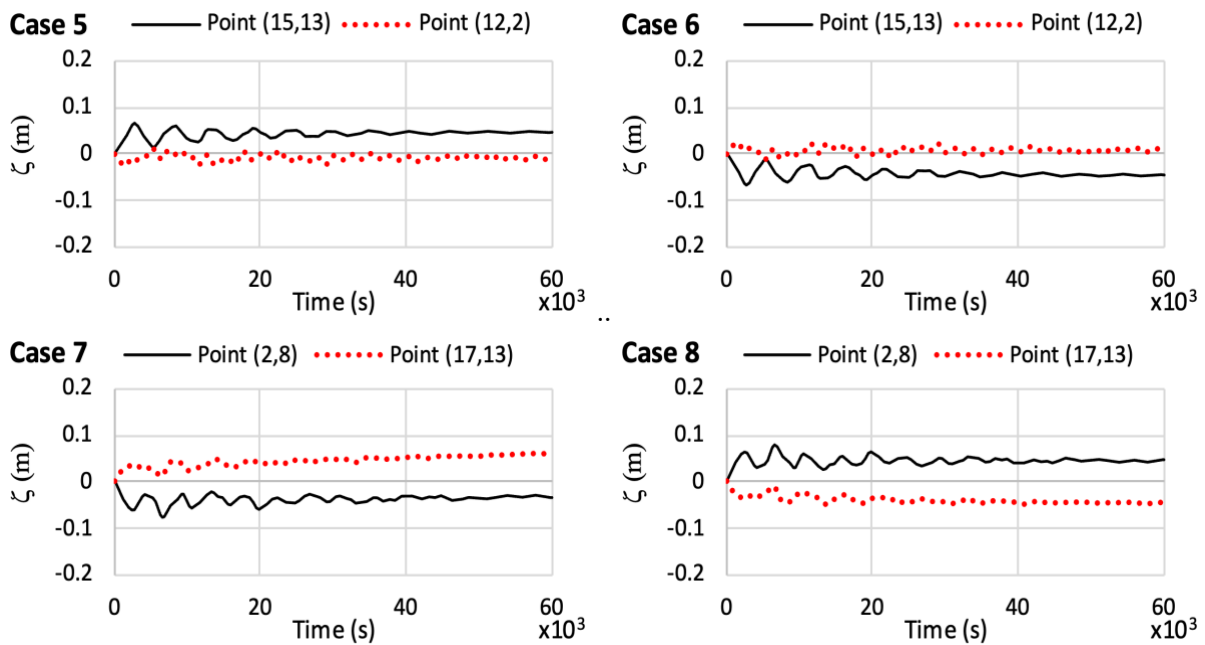 Case 5 Point (15,13) Point (12,2)
0.2
0.1
0
-0.1
-0.2
ζ (m)
0 20 40 60
Time (s) x10³
Case 6 Point (15,13) Point (12,2)
0.2
0.1
0
-0.1
-0.2
ζ (m)
0 20 40 60
Time (s) x10³
..
Case 7 Point (2,8) Point (17,13)
0.2
0.1
0
-0.1
-0.2
ζ (m)
0 20 40 60
Time (s) x10³
Case 8 Point (2,8) Point (17,13)
0.2
0.1
0
-0.1
-0.2
ζ (m)
0 20 40 60
Time (s) x10³